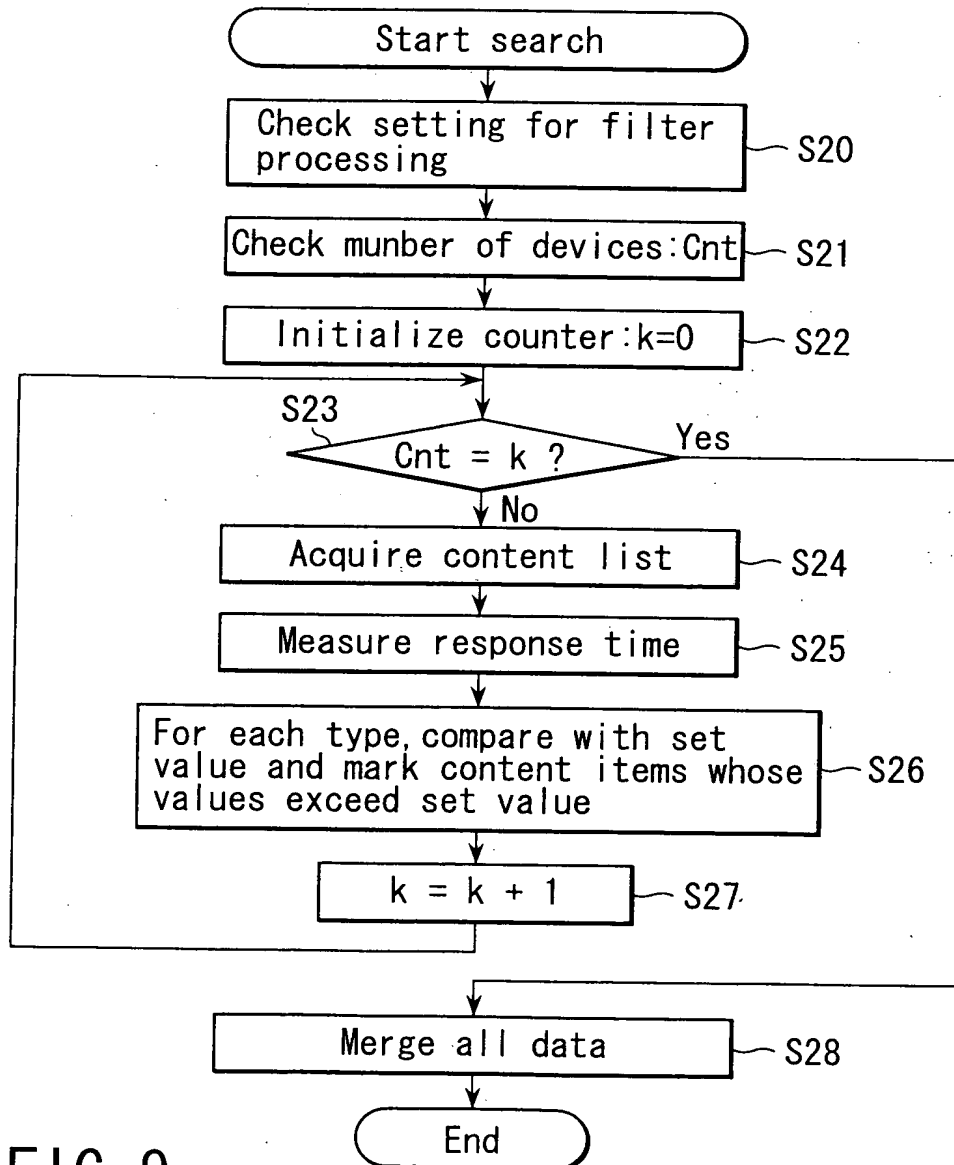 Start search
Check setting for filter
processing
S20
Check munber of devices:Cnt
S21
Initialize counter:k=0
S22
S23
Cnt = k ?
Yes
No
Acquire content list
S24
Measure response time
S25
For each type, compare with set
value and mark content items whose
values exceed set value
S26
k = k + 1
S27
Merge all data
S28
End